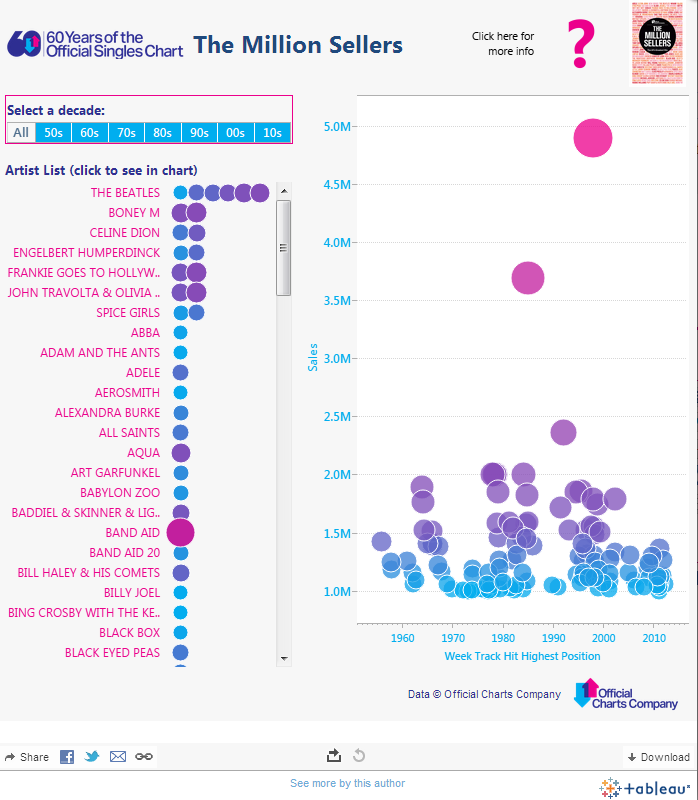 60 Years of the
Official Singles Chart
The Million Sellers
Click here for
more info
?
THE
MILLION
SELLERS
Select a decade:
All 50s 60s 70s 80s 90s 00s 10s
Artist List (click to see in chart)
THE BEATLES
BONEY M
CELINE DION
ENGELBERT HUMPERDINCK
FRANKIE GOES TO HOLLYW..
JOHN TRAVOLTA & OLIVIA ..
SPICE GIRLS
ABBA
ADAM AND THE ANTS
ADELE
AEROSMITH
ALEXANDRA BURKE
ALL SAINTS
AQUA
ART GARFUNKEL
BABYLON ZOO
BADDIEL & SKINNER & LIG..
BAND AID
BAND AID 20
BILL HALEY & HIS COMETS
BILLY JOEL
BING CROSBY WITH THE KE..
BLACK BOX
BLACK EYED PEAS
5.0M
4.5M
4.0M
3.5M
3.0M
2.5M
2.0M
1.5M
1.0M
Sales
1960 1970 1980 1990 2000 2010
Week Track Hit Highest Position
Data © Official Charts Company
Official
Charts Company
Share
Download
See more by this author
+ableau